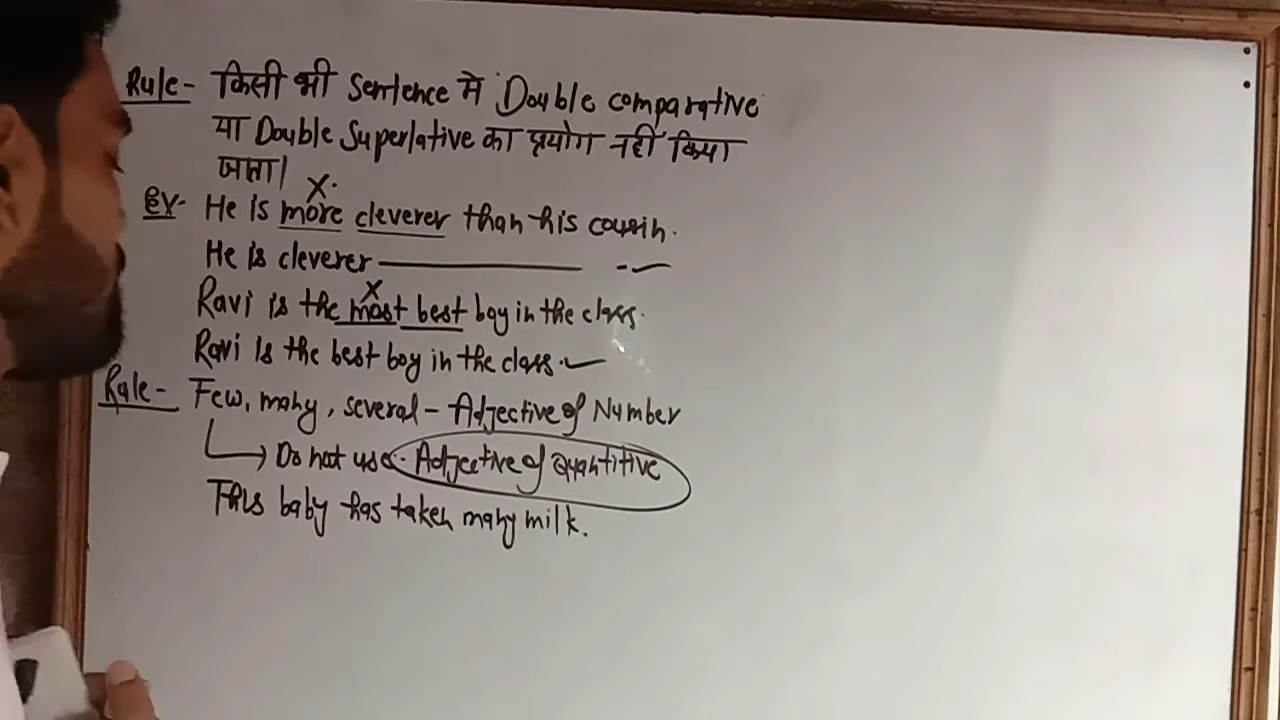 Rule- किसी भी Sentence मे Double comparative
या Double Superlative का प्रयोग नही किया
जाता।
X.
Ex- He is more cleverer than his cousin.
He is cleverer
X
Ravi is the most best boy in the class.
Ravi is the best boy in the class.
Rule- Few, many, several - Adjective of Number
Do not use. Adjective of Quantitive
This baby has taken many milk.